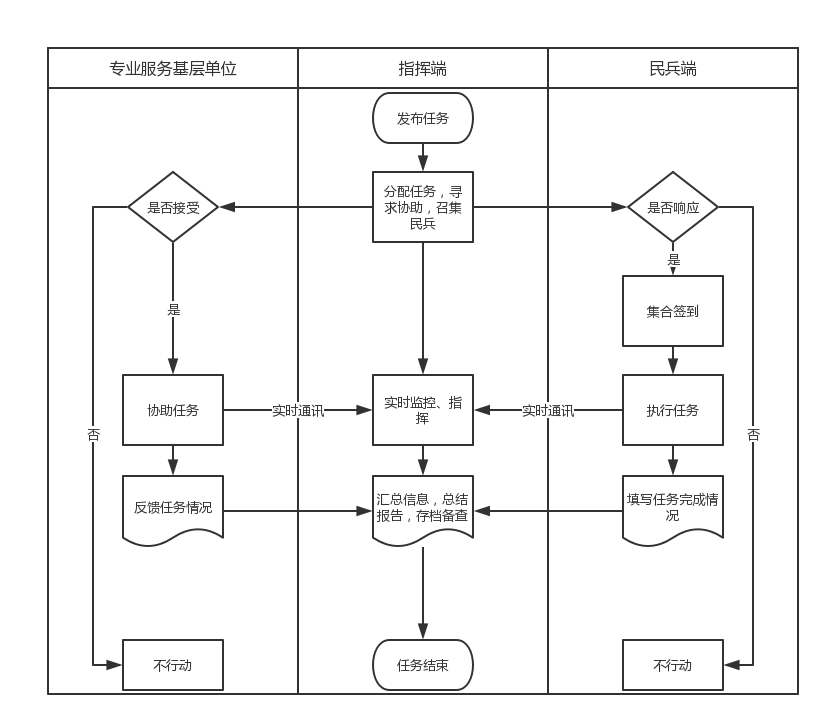 专业服务基层单位
指挥端
民兵端
发布任务
是否接受
分配任务，寻
求协助，召集
民兵
是否响应
是
集合签到
是
协助任务
实时通讯
实时监控、指
挥
实时通讯
执行任务
否
否
反馈任务情况
汇总信息，总结
报告，存档备查
填写任务完成情
况
不行动
任务结束
不行动